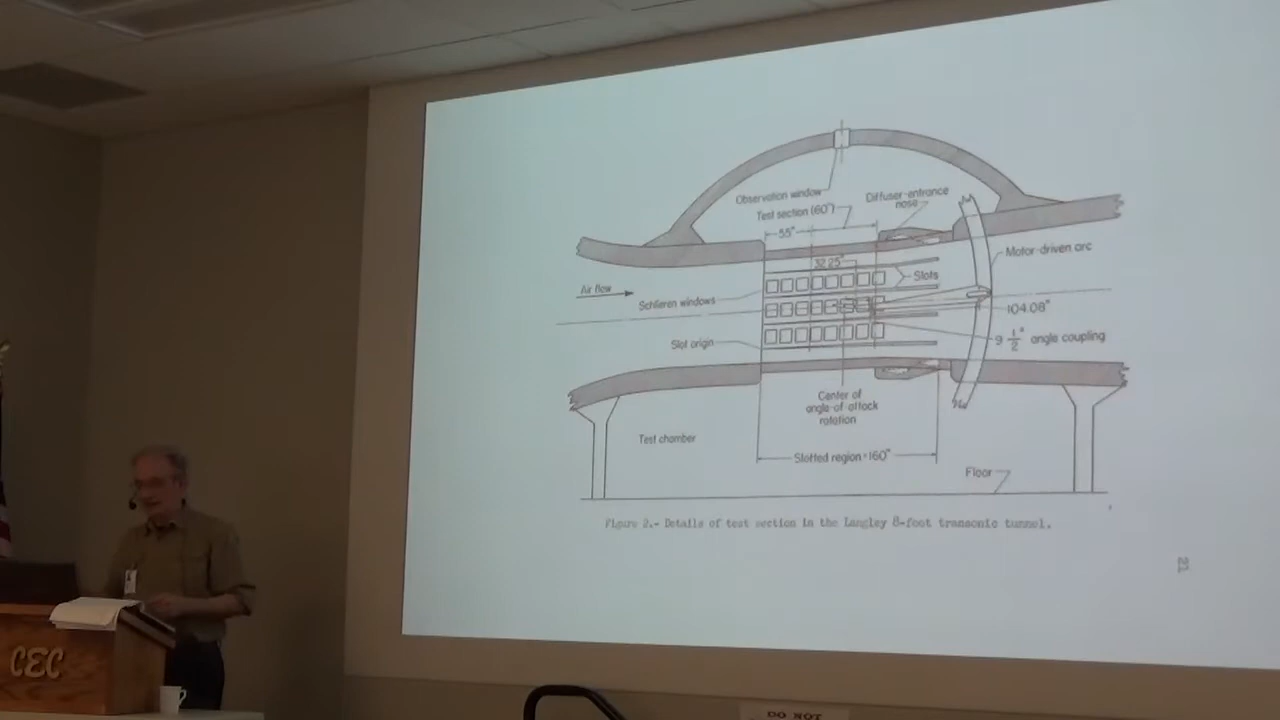 Observation window
Diffuser-entrance
nose
Test section (60")
55"
Motor-driven arc
32.25"
Slots
Air flow
Schlieren windows
104.08"
Slot origin
9 1/2° angle coupling
Center of
angle-of-attack
rotation
Test chamber
Slotted region = 160"
Floor
Figure 2.- Details of test section in the Langley 8-foot transonic tunnel.
21
CEC
DO NOT